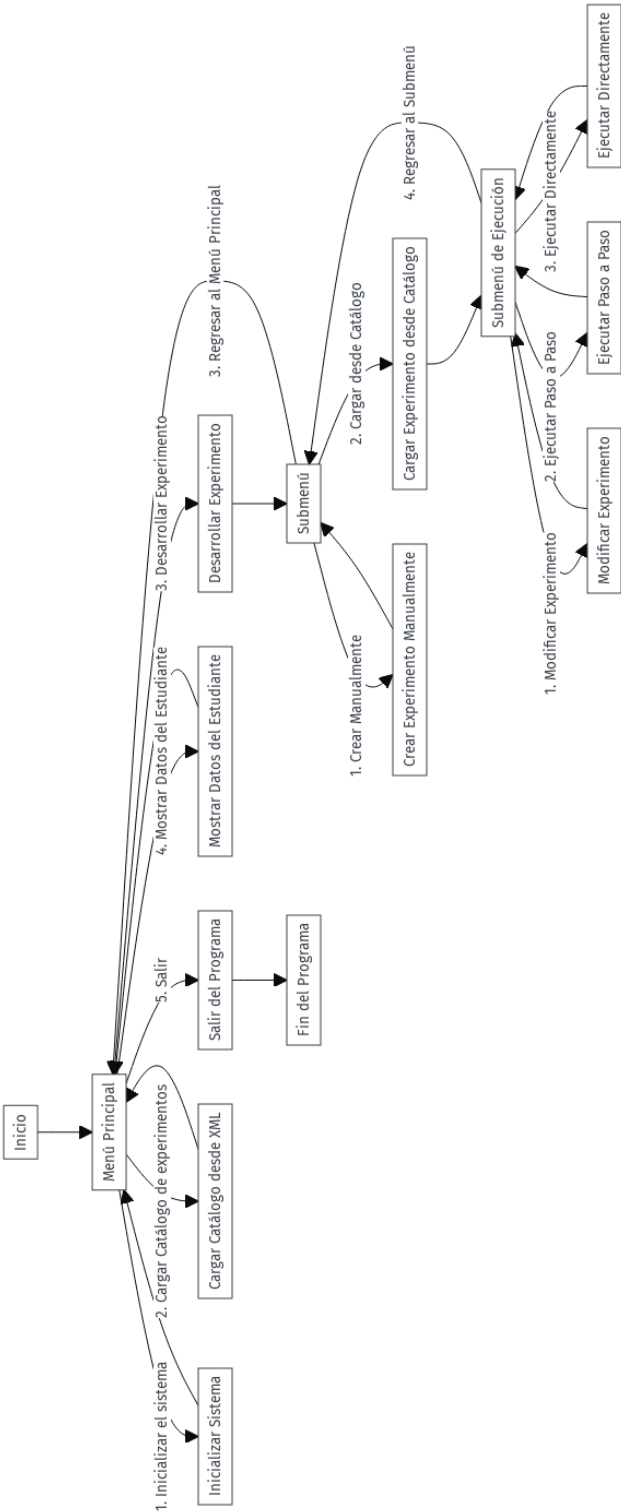 Inicio
Menú Principal
1. Inicializar el sistema
2. Cargar Catálogo de experimentos
5. Salir
4. Mostrar Datos del Estudiante
3. Desarrollar Experimento
3. Regresar al Menú Principal
Inicializar Sistema
Cargar Catálogo desde XML
Salir del Programa
Mostrar Datos del Estudiante
Desarrollar Experimento
Fin del Programa
Submenú
1. Crear Manualmente
2. Cargar desde Catálogo
4. Regresar al Submenú
Crear Experimento Manualmente
Cargar Experimento desde Catálogo
Submenú de Ejecución
1. Modificar Experimento
2. Ejecutar Paso a Paso
3. Ejecutar Directamente
Modificar Experimento
Ejecutar Paso a Paso
Ejecutar Directamente